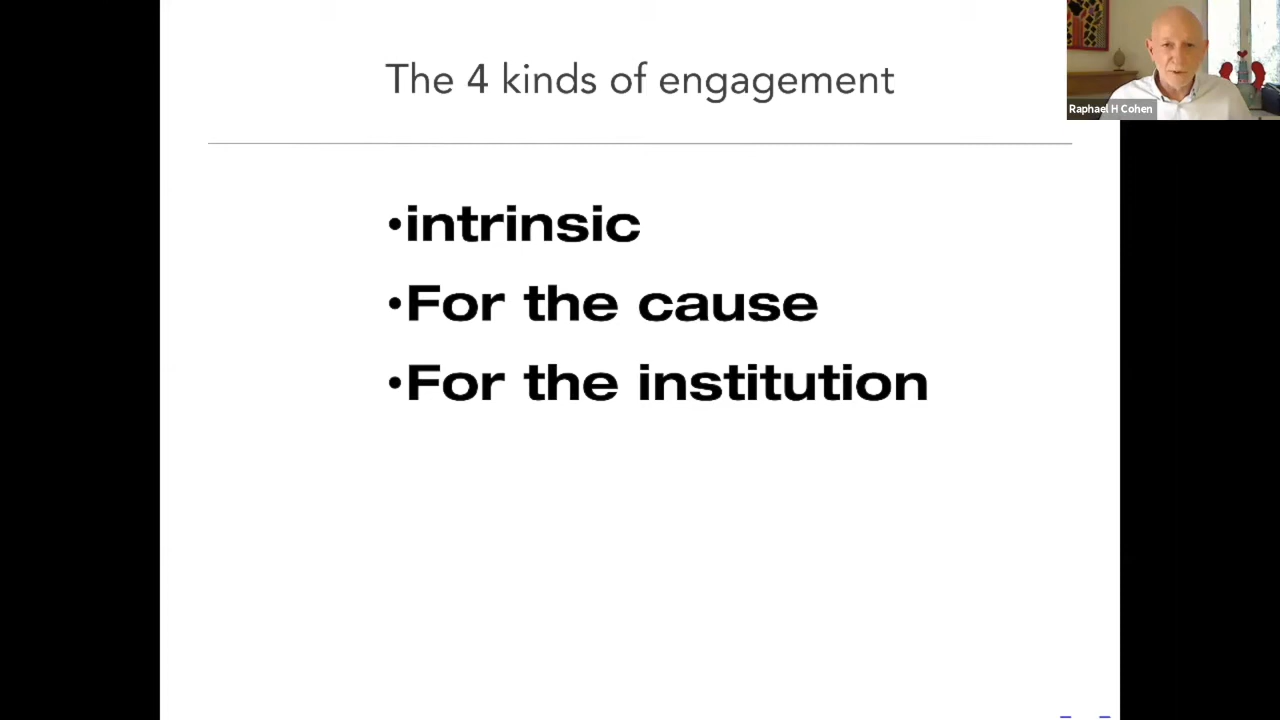 The 4 kinds of engagement
Raphael H Cohen
•intrinsic
•For the cause
•For the institution